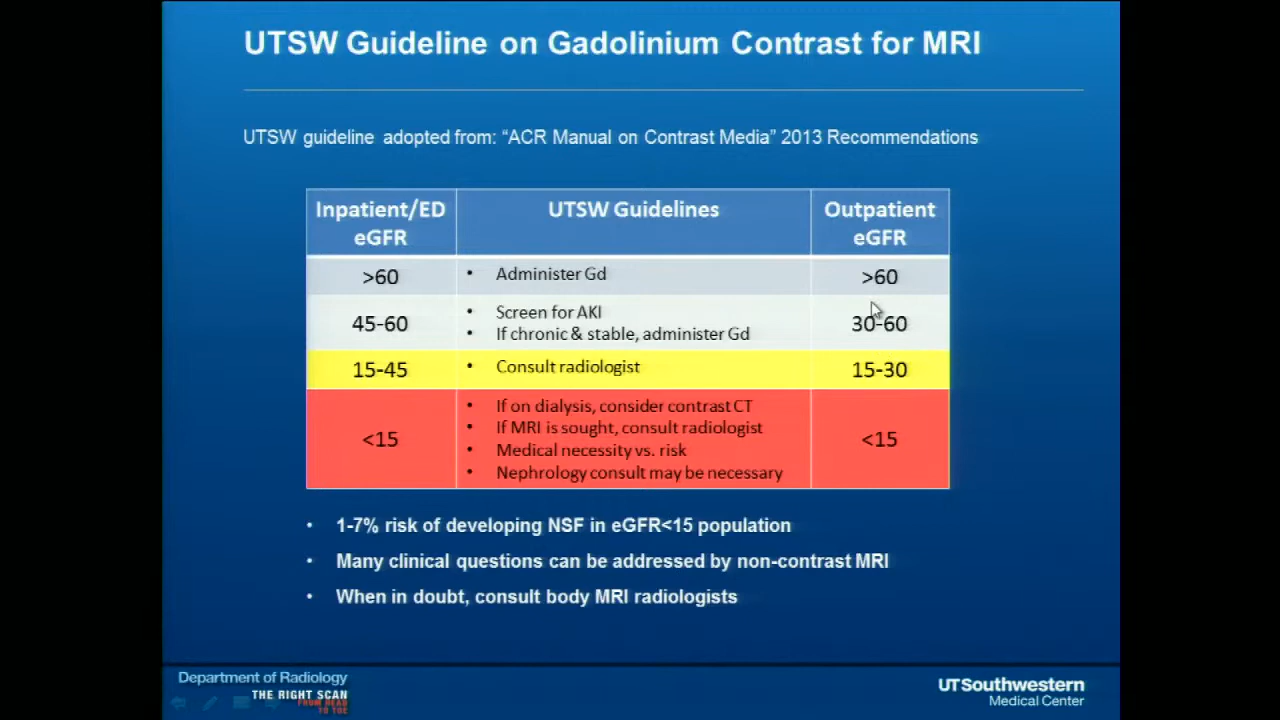 UTSW Guideline on Gadolinium Contrast for MRI
UTSW guideline adopted from: “ACR Manual on Contrast Media” 2013 Recommendations
Inpatient/ED eGFR
UTSW Guidelines
Outpatient eGFR
>60
• Administer Gd
>60
45-60
• Screen for AKI
• If chronic & stable, administer Gd
30-60
15-45
• Consult radiologist
15-30
<15
• If on dialysis, consider contrast CT
• If MRI is sought, consult radiologist
• Medical necessity vs. risk
• Nephrology consult may be necessary
<15
• 1-7% risk of developing NSF in eGFR<15 population
• Many clinical questions can be addressed by non-contrast MRI
• When in doubt, consult body MRI radiologists
Department of Radiology
THE RIGHT SCAN
FROM HEAD
TO TOE
UTSouthwestern
Medical Center